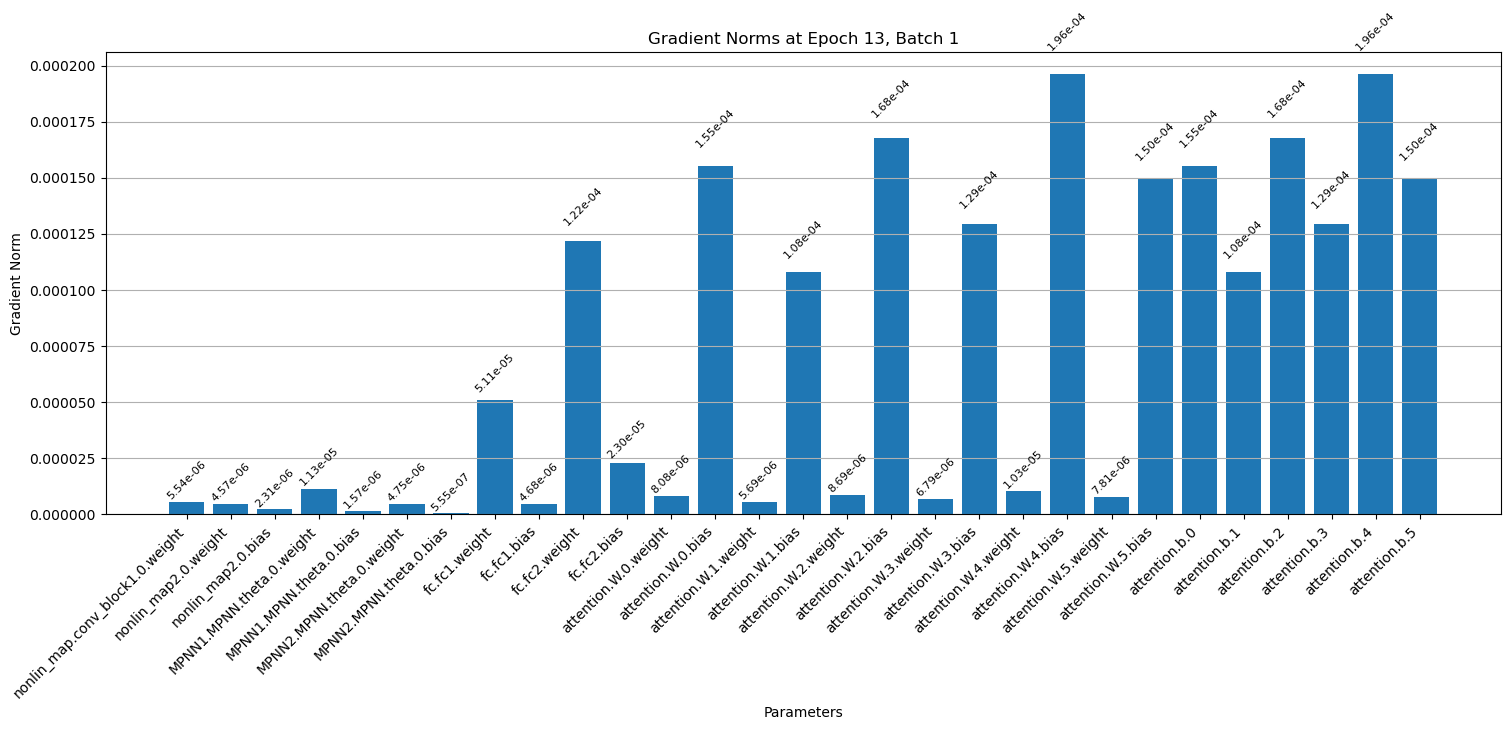 Gradient Norms at Epoch 13, Batch 1
Gradient Norm
0.000200
0.000175
0.000150
0.000125
0.000100
0.000075
0.000050
0.000025
0.000000
5.54e-06
4.57e-06
2.31e-06
1.13e-05
1.57e-06
4.75e-06
5.55e-07
5.11e-05
4.68e-06
1.22e-04
2.30e-05
8.08e-06
1.55e-04
5.69e-06
1.08e-04
8.69e-06
1.68e-04
6.79e-06
1.29e-04
1.03e-05
1.96e-04
7.81e-06
1.50e-04
1.55e-04
1.08e-04
1.68e-04
1.29e-04
1.96e-04
1.50e-04
nonlin_map.conv_block1.0.weight
nonlin_map2.0.weight
nonlin_map2.0.bias
MPNN1.MPNN.theta.0.weight
MPNN1.MPNN.theta.0.bias
MPNN2.MPNN.theta.0.weight
MPNN2.MPNN.theta.0.bias
fc.fc1.weight
fc.fc1.bias
fc.fc2.weight
fc.fc2.bias
attention.W.0.weight
attention.W.0.bias
attention.W.1.weight
attention.W.1.bias
attention.W.2.weight
attention.W.2.bias
attention.W.3.weight
attention.W.3.bias
attention.W.4.weight
attention.W.4.bias
attention.W.5.weight
attention.W.5.bias
attention.b.0
attention.b.1
attention.b.2
attention.b.3
attention.b.4
attention.b.5
Parameters